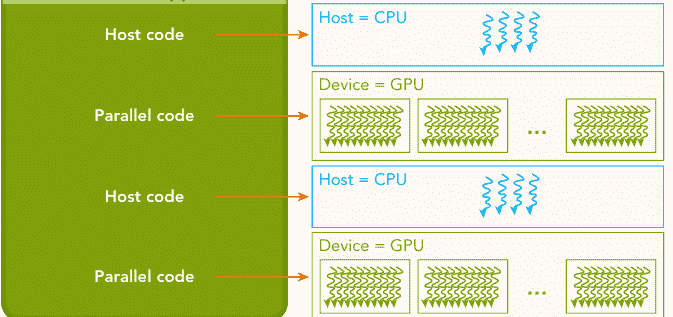 Host code
Host = CPU
Parallel code
Device = GPU
...
Host code
Host = CPU
Parallel code
Device = GPU
...